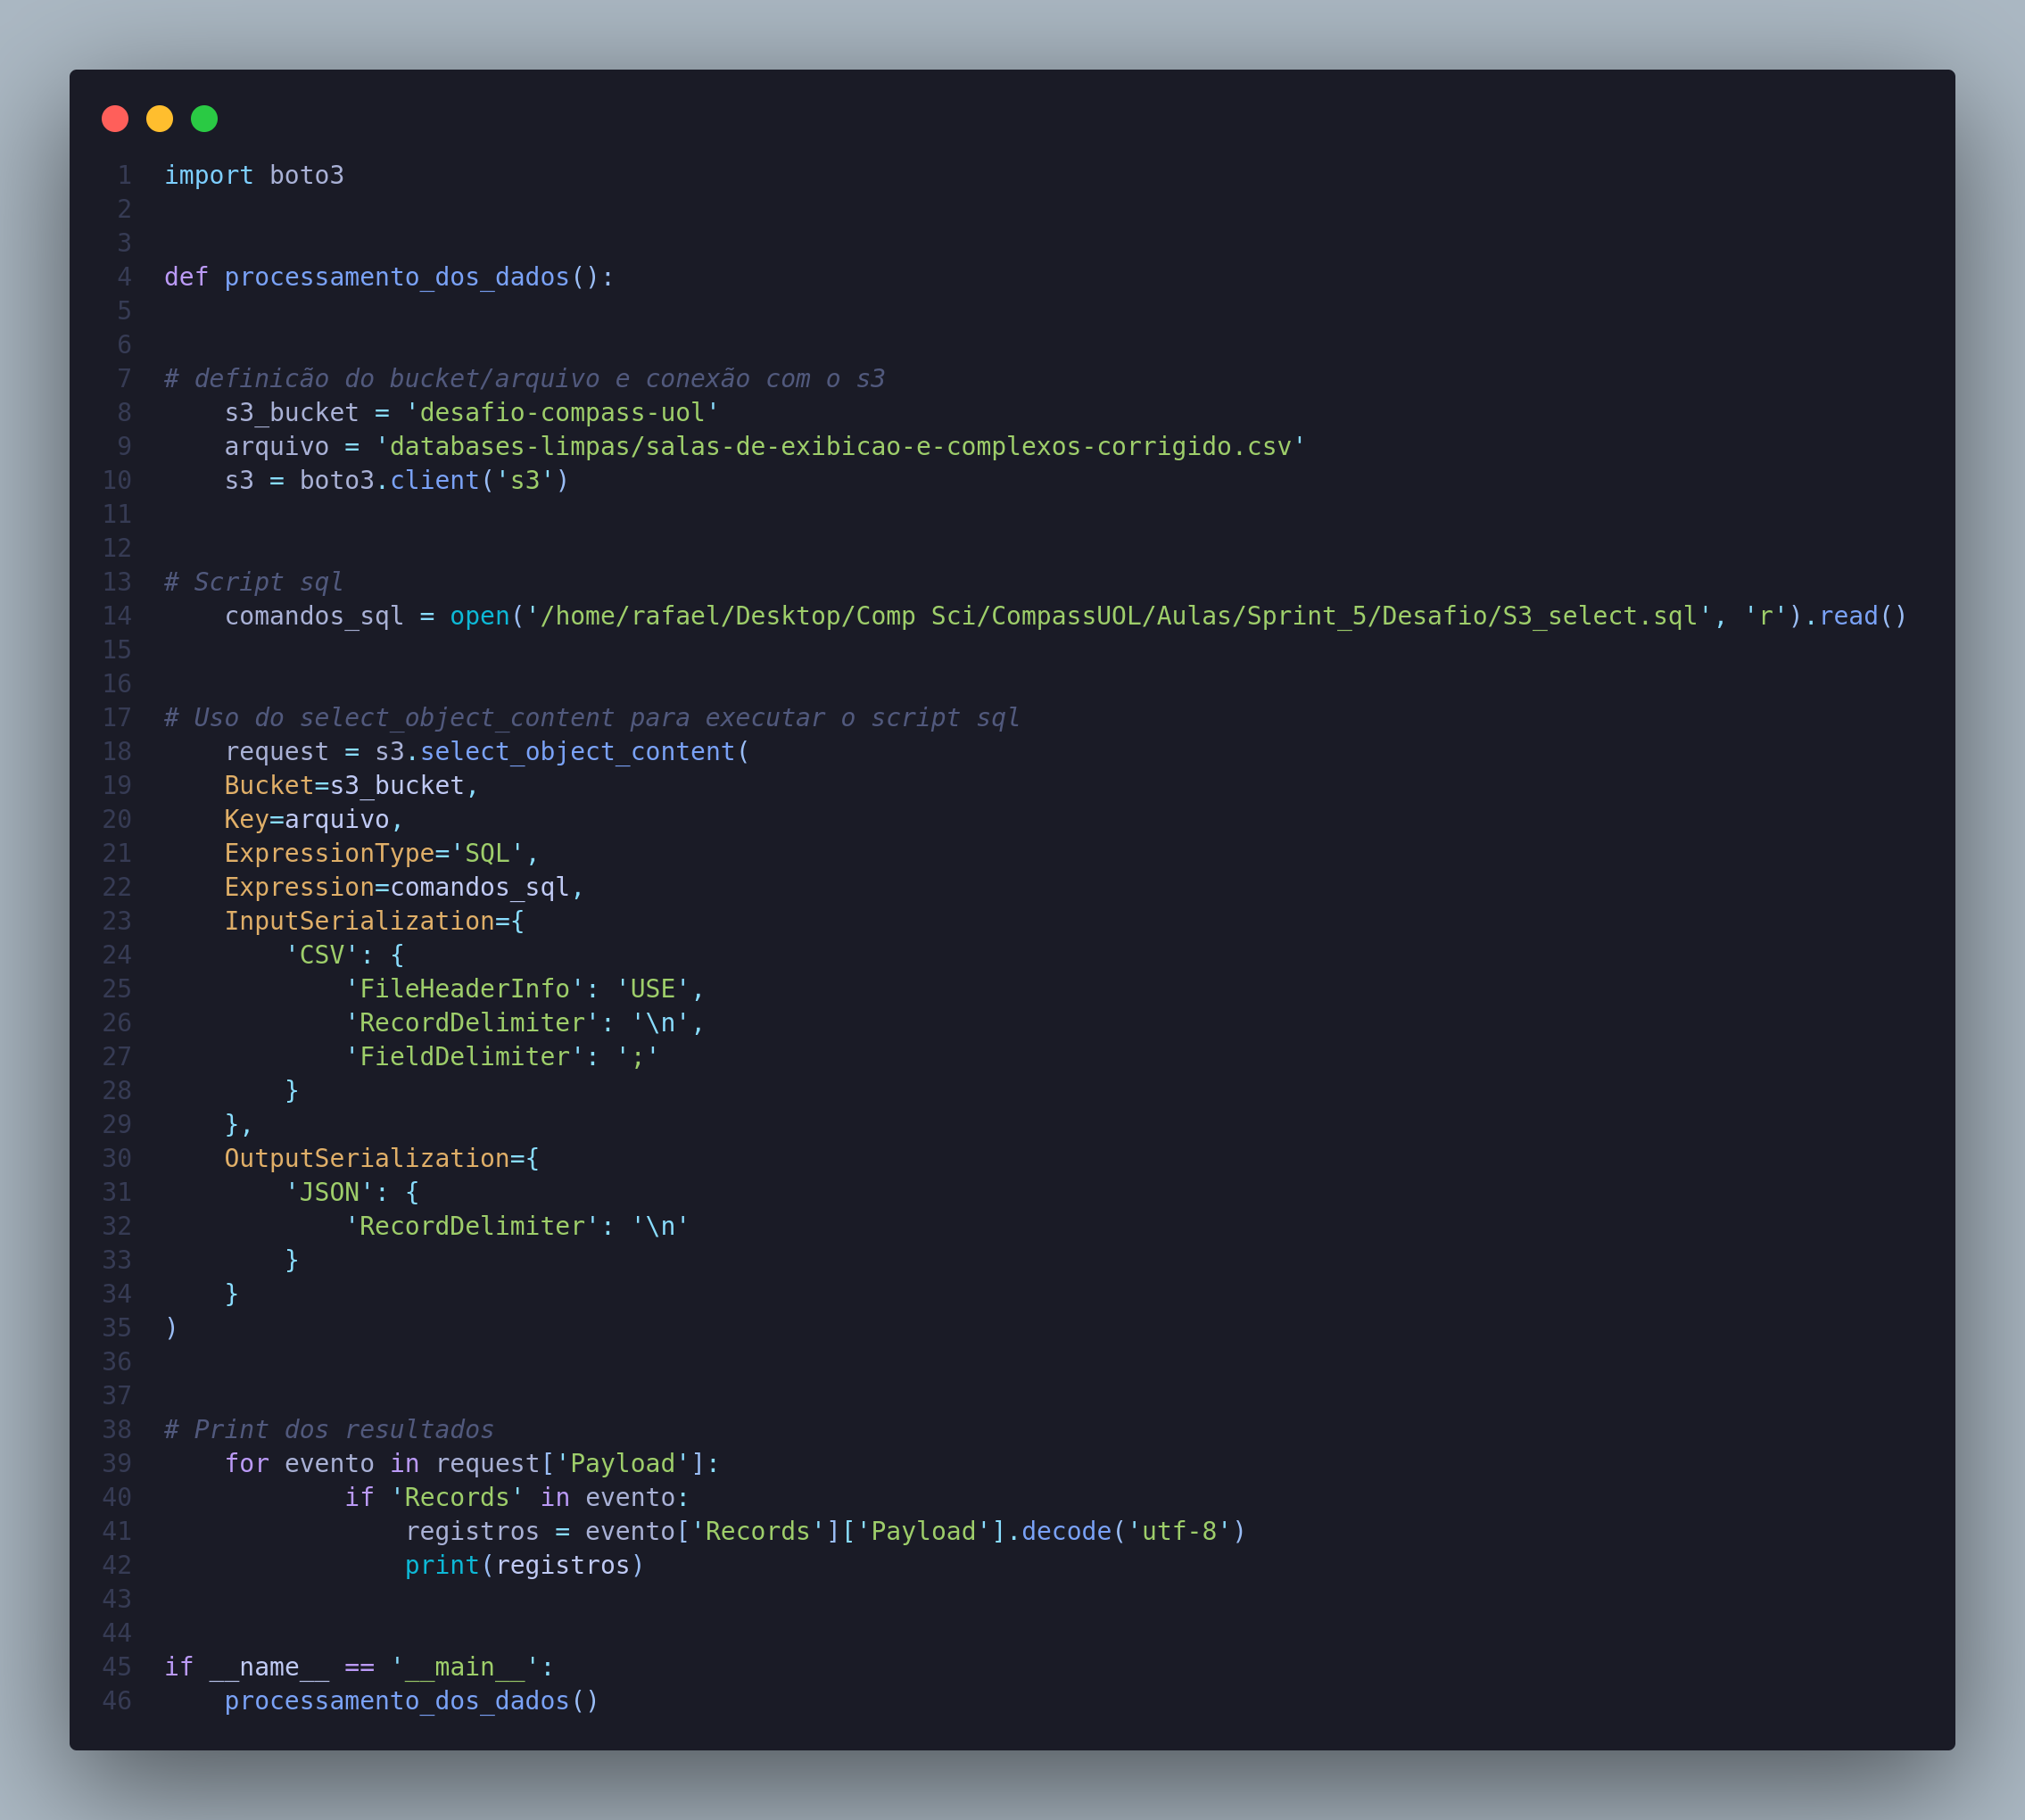 1 import boto3
2
3
4 def processamento_dos_dados():
5
6
7 # definicão do bucket/arquivo e conexão com o s3
8     s3_bucket = 'desafio-compass-uol'
9     arquivo = 'databases-limpas/salas-de-exibicao-e-complexos-corrigido.csv'
10     s3 = boto3.client('s3')
11
12
13 # Script sql
14     comandos_sql = open('/home/rafael/Desktop/Comp Sci/CompassUOL/Aulas/Sprint_5/Desafio/S3_select.sql', 'r').read()
15
16
17 # Uso do select_object_content para executar o script sql
18     request = s3.select_object_content(
19     Bucket=s3_bucket,
20     Key=arquivo,
21     ExpressionType='SQL',
22     Expression=comandos_sql,
23     InputSerialization={
24         'CSV': {
25             'FileHeaderInfo': 'USE',
26             'RecordDelimiter': '\n',
27             'FieldDelimiter': ';'
28         }
29     },
30     OutputSerialization={
31         'JSON': {
32             'RecordDelimiter': '\n'
33         }
34     }
35 )
36
37
38 # Print dos resultados
39     for evento in request['Payload']:
40             if 'Records' in evento:
41                 registros = evento['Records']['Payload'].decode('utf-8')
42                 print(registros)
43
44
45 if __name__ == '__main__':
46     processamento_dos_dados()